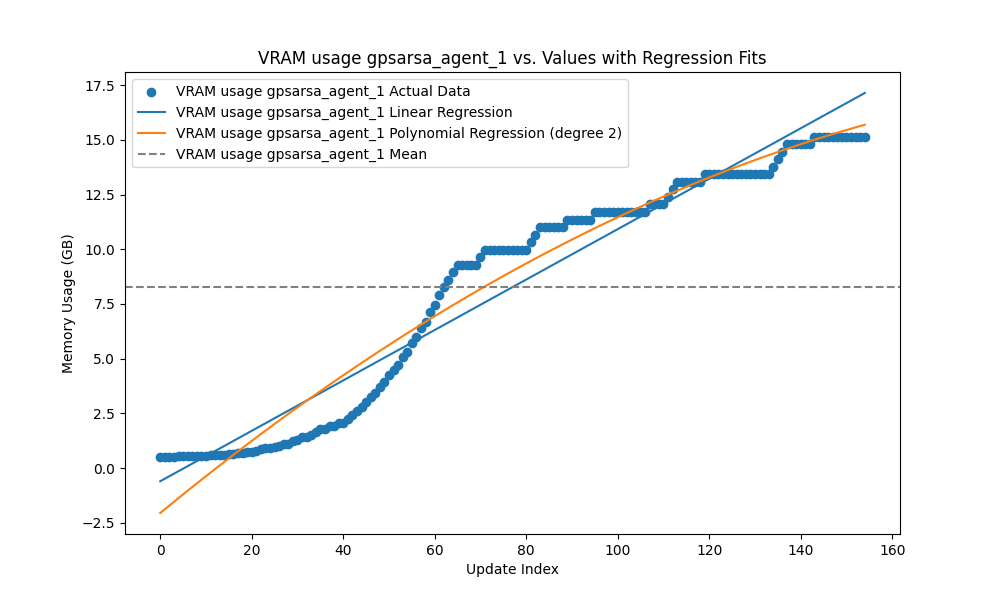 VRAM usage gpsarsa_agent_1 vs. Values with Regression Fits
VRAM usage gpsarsa_agent_1 Actual Data
VRAM usage gpsarsa_agent_1 Linear Regression
VRAM usage gpsarsa_agent_1 Polynomial Regression (degree 2)
VRAM usage gpsarsa_agent_1 Mean
Memory Usage (GB)
17.5
15.0
12.5
10.0
7.5
5.0
2.5
0.0
−2.5
0 20 40 60 80 100 120 140 160
Update Index